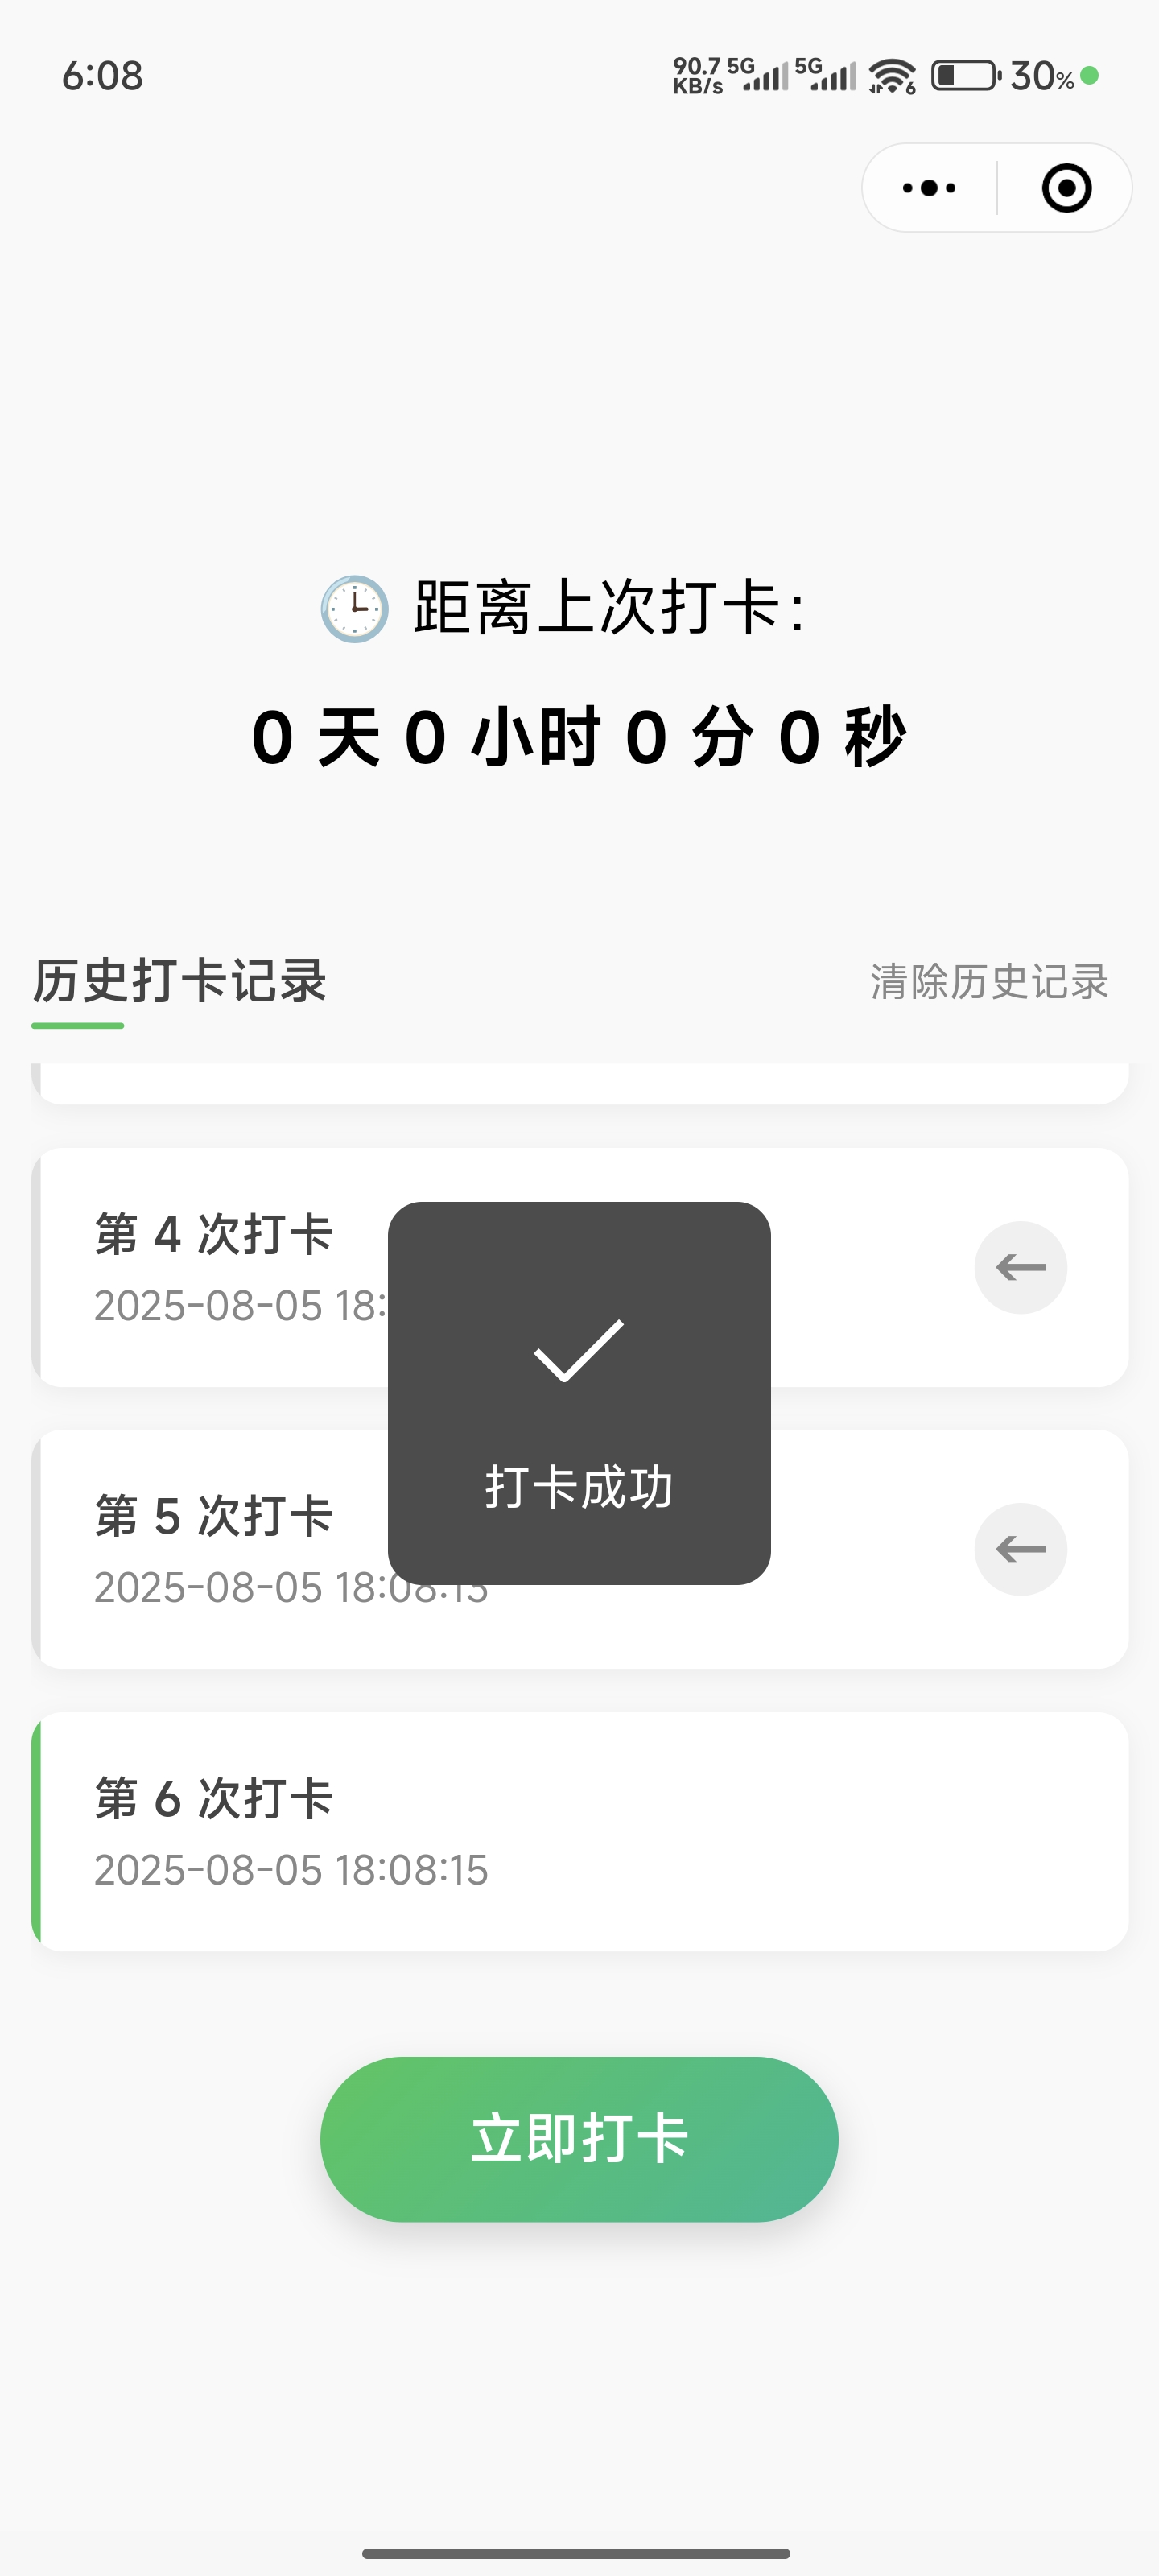 6:08
90.7 KB/s 5G 5G 6 30%
距离上次打卡：
0 天 0 小时 0 分 0 秒
历史打卡记录
清除历史记录
第 4 次打卡
2025-08-05 18:
打卡成功
第 5 次打卡
2025-08-05 18:08:13
第 6 次打卡
2025-08-05 18:08:15
立即打卡